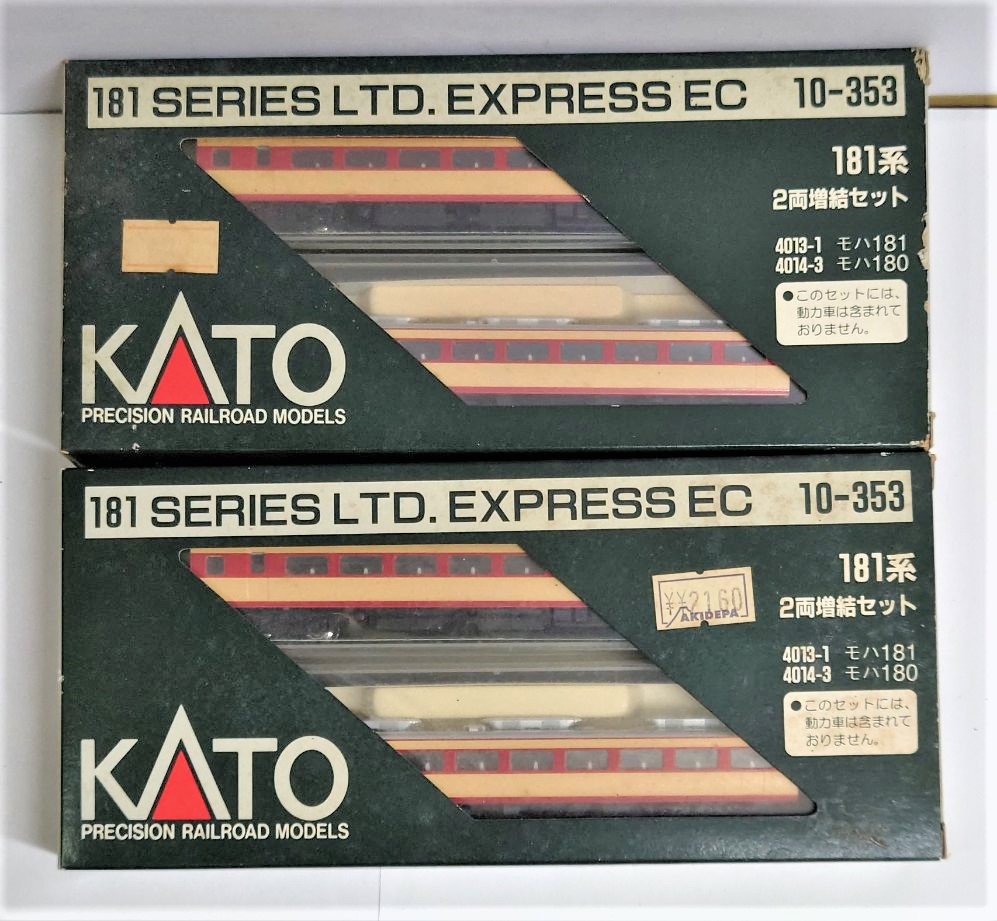 181 SERIES LTD. EXPRESS EC 10-353
181系
2両増結セット
4013-1 モハ181
4014-3 モハ180
●このセットには、
動力車は含まれて
おりません。
KATO
PRECISION RAILROAD MODELS
181 SERIES LTD. EXPRESS EC 10-353
181系
¥¥2160
AKIDEPA
2両増結セット
4013-1 モハ181
4014-3 モハ180
●このセットには、
動力車は含まれて
おりません。
KATO
PRECISION RAILROAD MODELS